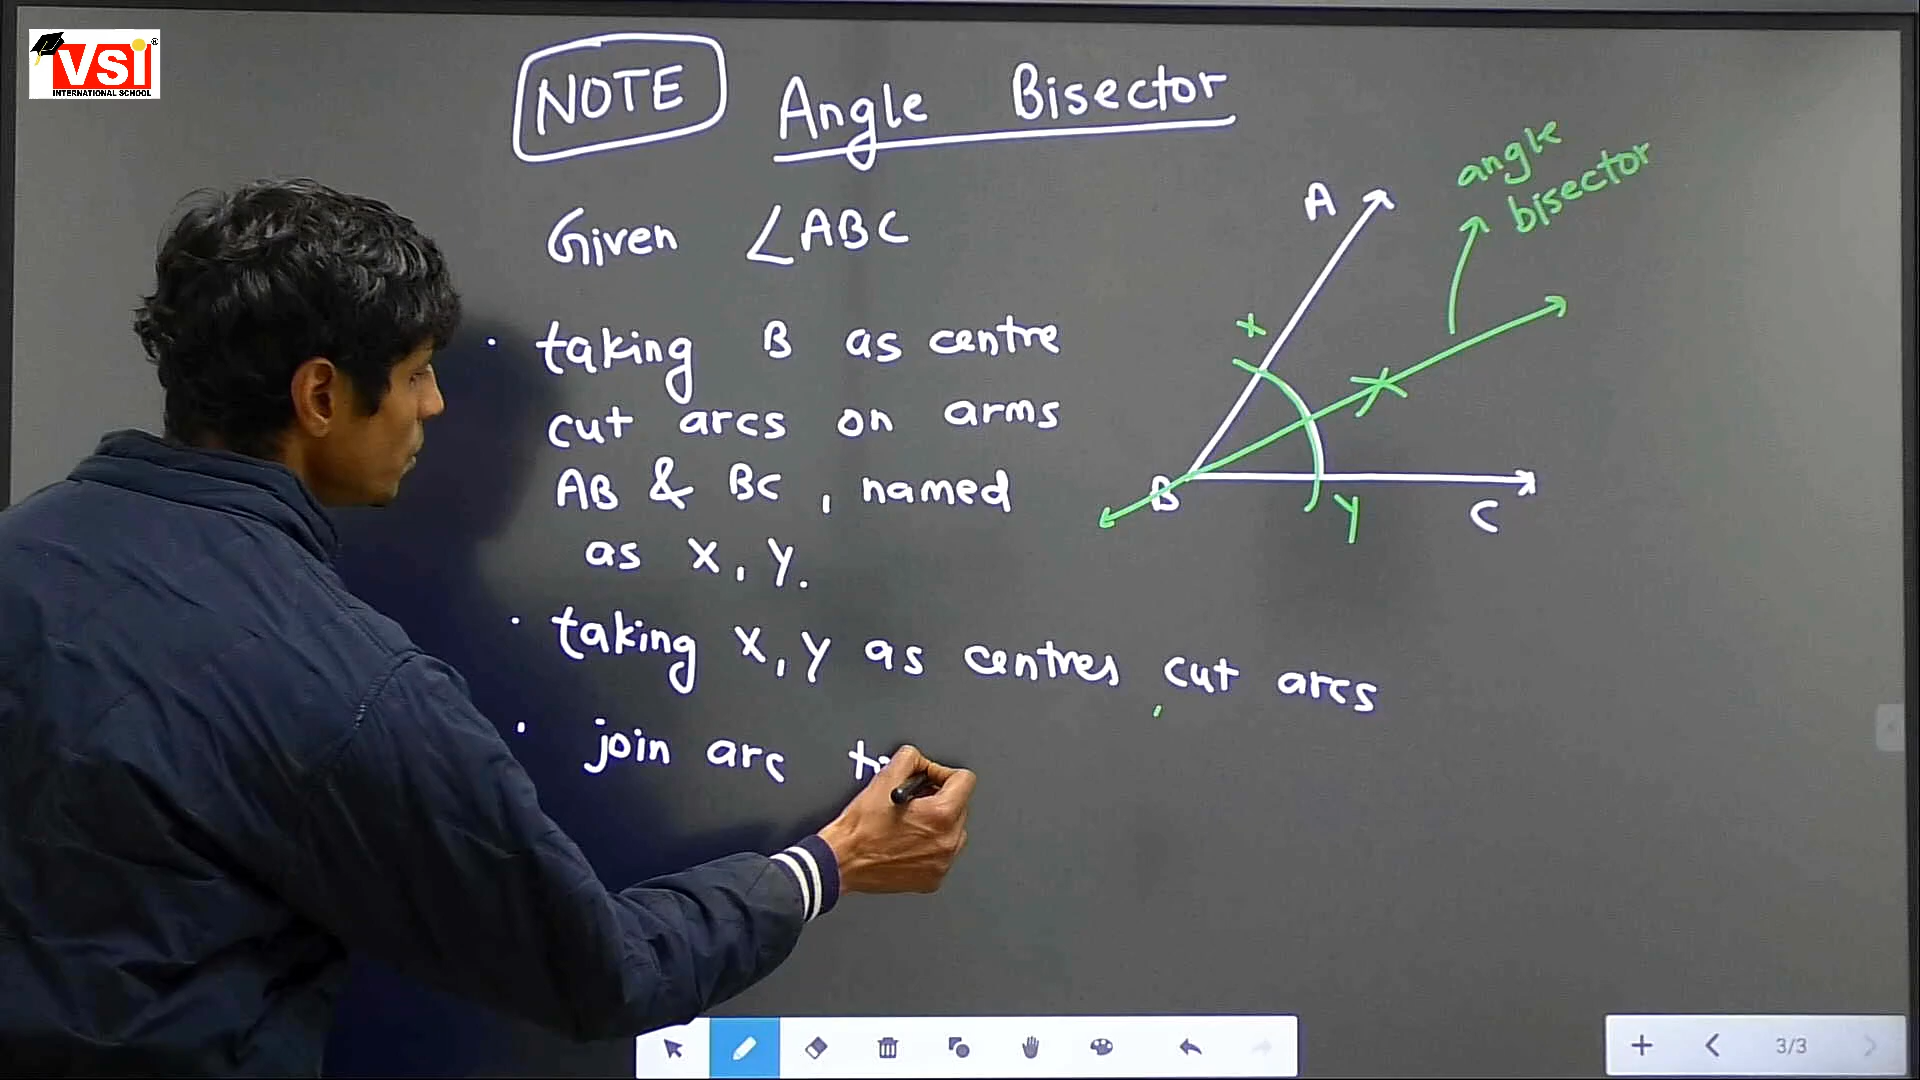 VSI
INTERNATIONAL SCHOOL
NOTE Angle Bisector
Given ∠ABC
• taking B as centre
cut arcs on arms
AB & BC, named
as X, Y.
• taking X, Y as centres cut arcs
• join arc
angle
bisector
A
X
B
Y
C
3/3